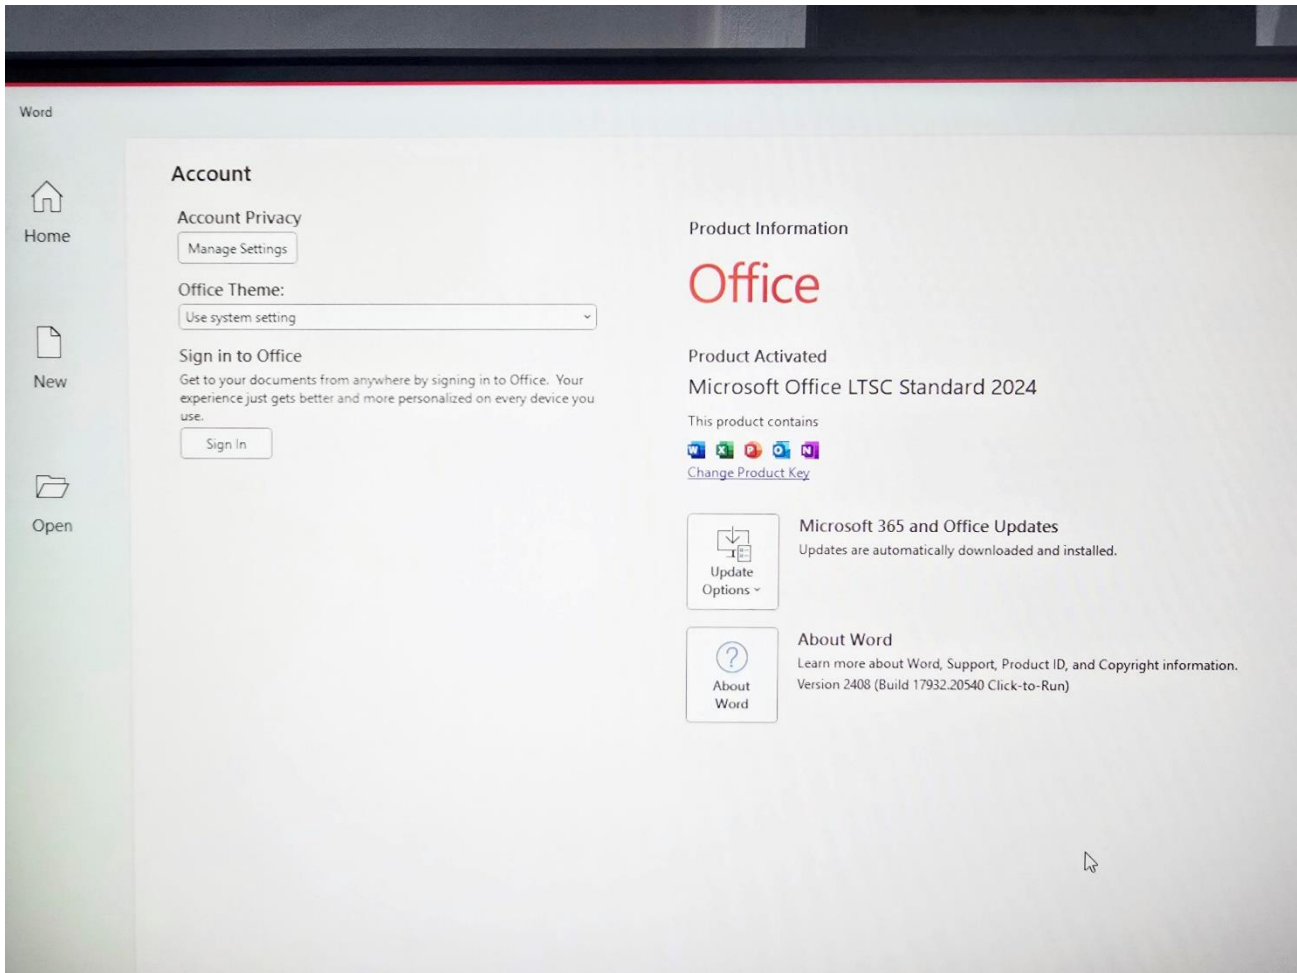 Word
Account
Home
Account Privacy
Manage Settings
Office Theme:
Use system setting
Sign in to Office
Get to your documents from anywhere by signing in to Office. Your
experience just gets better and more personalized on every device you
use.
Sign In
New
Open
Product Information
Office
Product Activated
Microsoft Office LTSC Standard 2024
This product contains
Change Product Key
Update
Options
Microsoft 365 and Office Updates
Updates are automatically downloaded and installed.
About
Word
About Word
Learn more about Word, Support, Product ID, and Copyright information.
Version 2408 (Build 17932.20540 Click-to-Run)